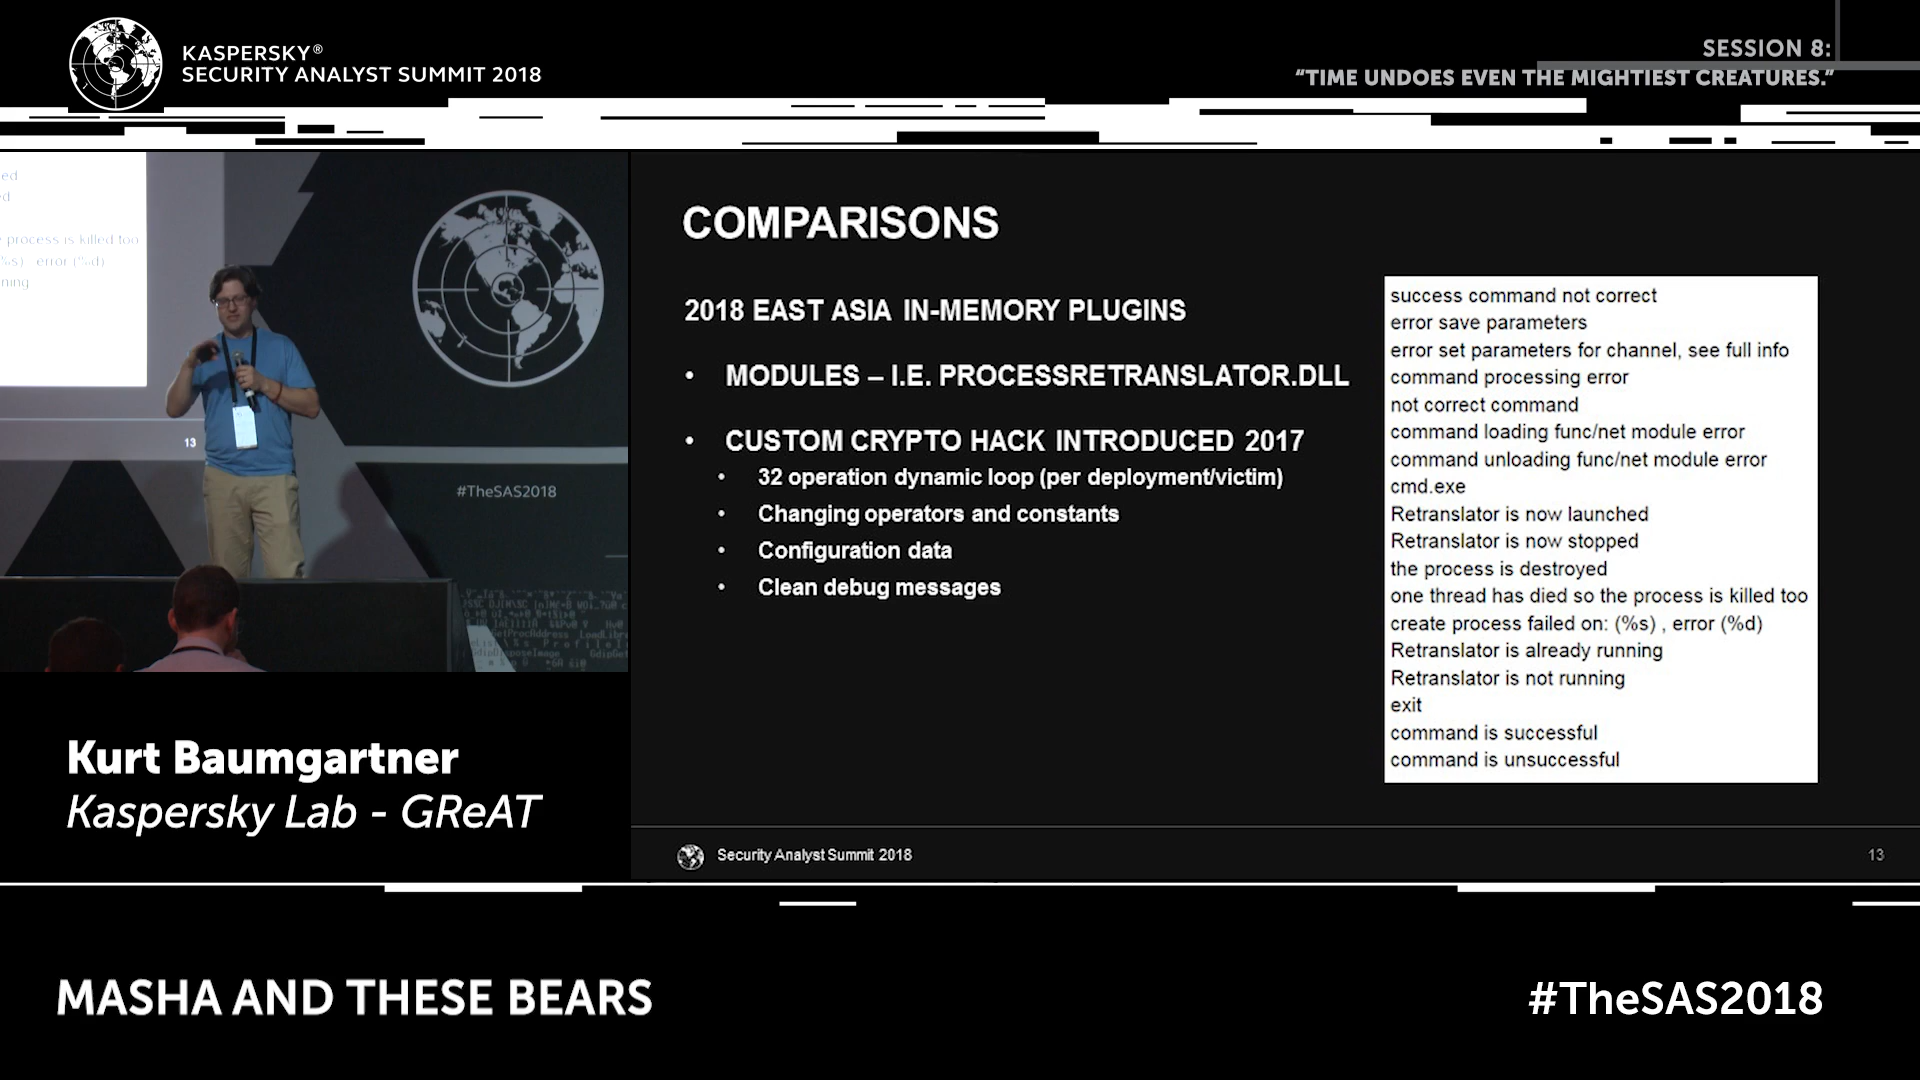 KASPERSKY®
SECURITY ANALYST SUMMIT 2018
SESSION 8:
“TIME UNDOES EVEN THE MIGHTIEST CREATURES.”
ed
d
process is killed too
(%s) error (%d)
ning
13
#TheSAS2018
COMPARISONS
2018 EAST ASIA IN-MEMORY PLUGINS
• MODULES – I.E. PROCESSRETRANSLATOR.DLL
• CUSTOM CRYPTO HACK INTRODUCED 2017
• 32 operation dynamic loop (per deployment/victim)
• Changing operators and constants
• Configuration data
• Clean debug messages
success command not correct
error save parameters
error set parameters for channel, see full info
command processing error
not correct command
command loading func/net module error
command unloading func/net module error
cmd.exe
Retranslator is now launched
Retranslator is now stopped
the process is destroyed
one thread has died so the process is killed too
create process failed on: (%s) , error (%d)
Retranslator is already running
Retranslator is not running
exit
command is successful
command is unsuccessful
Security Analyst Summit 2018
13
Kurt Baumgartner
Kaspersky Lab - GReAT
MASHA AND THESE BEARS
#TheSAS2018